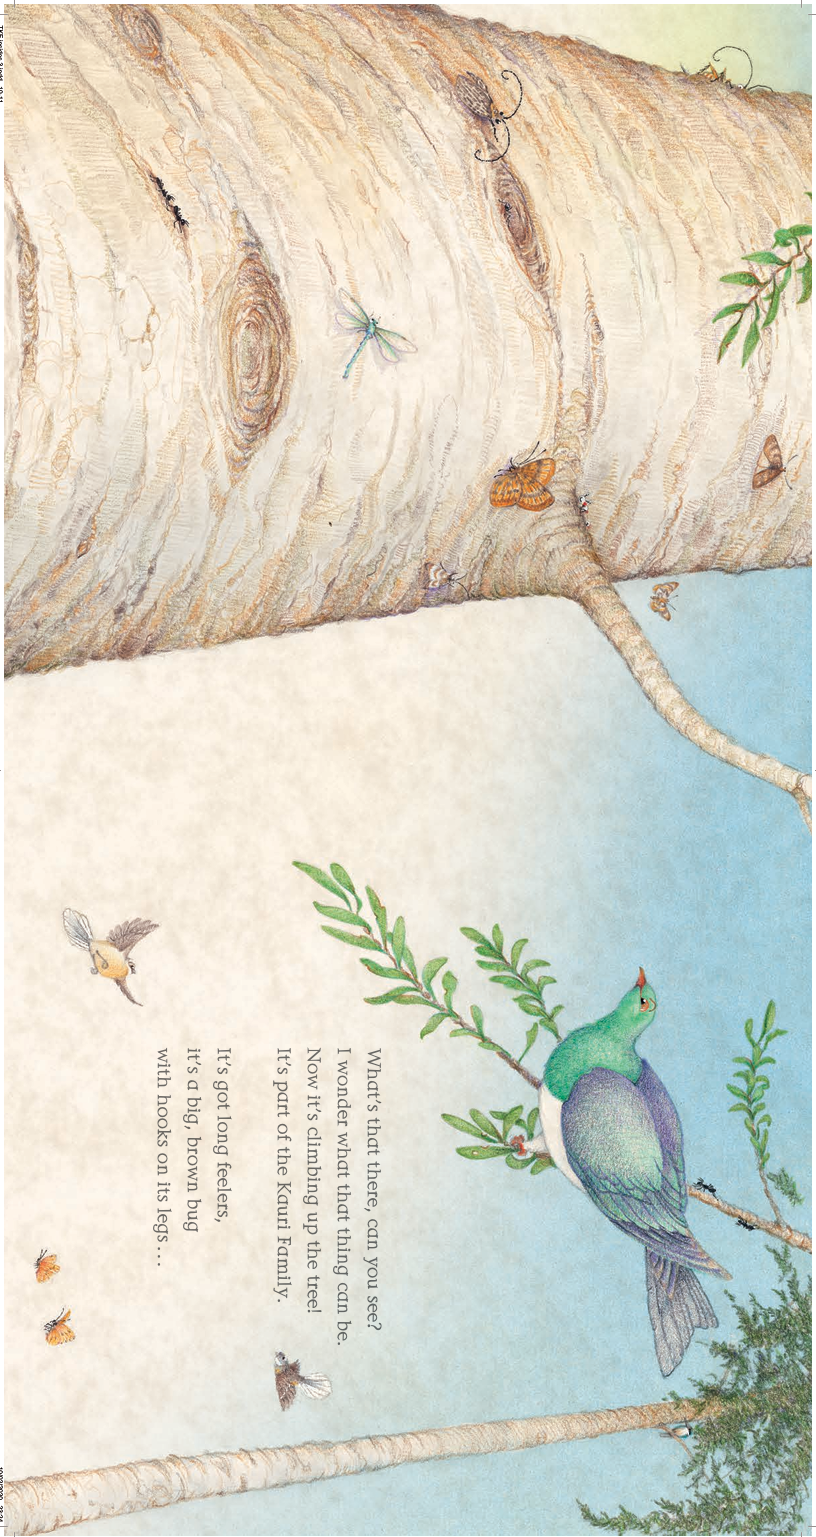 What's that there, can you see?
I wonder what that thing can be.
Now it's climbing up the tree!
It's part of the Kauri Family.
It's got long feelers,
it's a big, brown bug
with hooks on its legs . . .